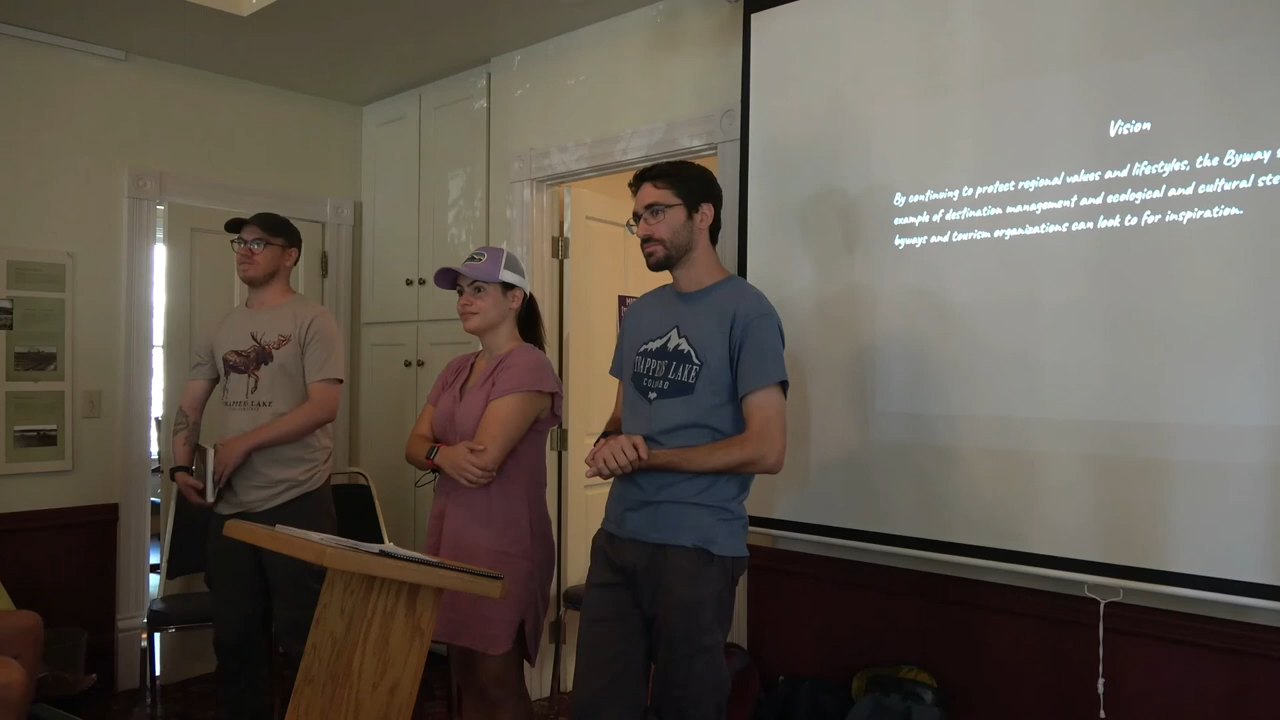 Vision
By continuing to protect regional values and lifestyles, the Byway
example of destination management and ecological and cultural
byways and tourism organizations can look to for inspiration.
TRAPPERS LAKE
TRAPPERS LAKE
COLORADO